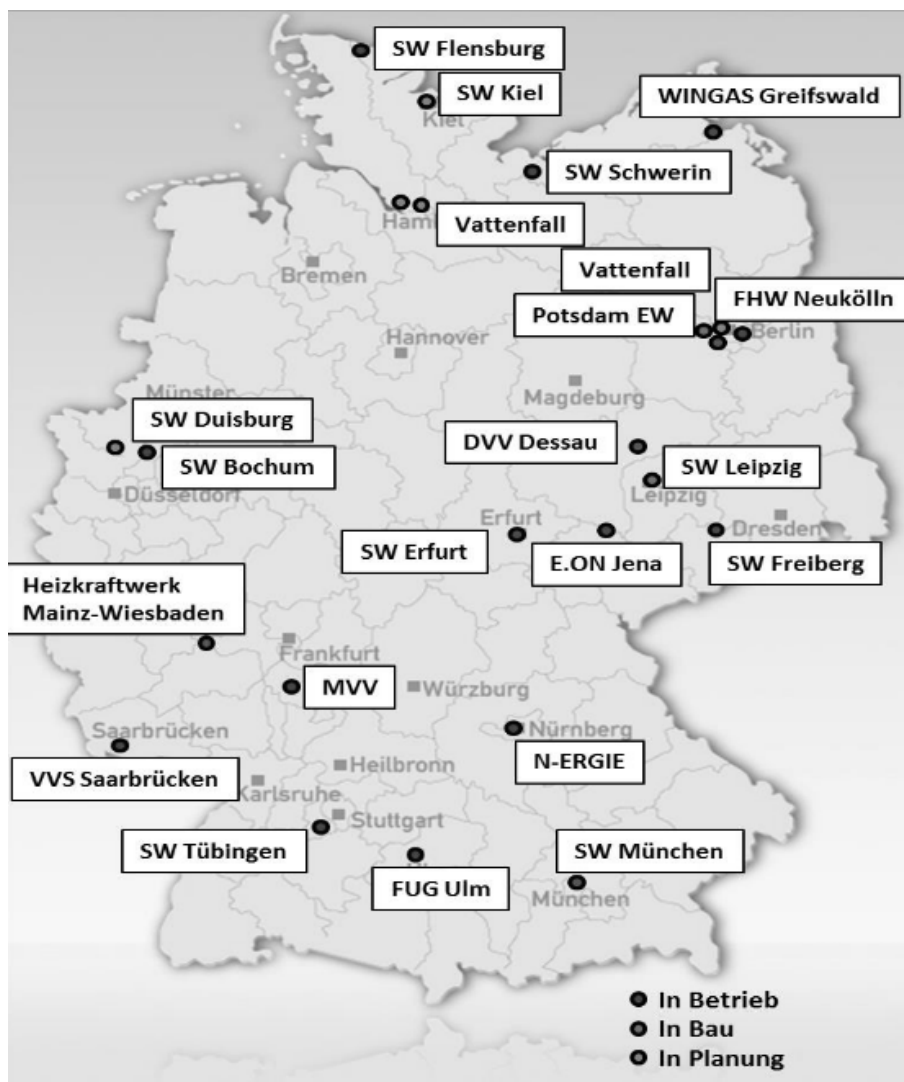 SW Flensburg
SW Kiel
Kiel
WINGAS Greifswald
SW Schwerin
Vattenfall
Bremen
Vattenfall
FHW Neukölln
Potsdam EW
Berlin
Hannover
Magdeburg
Münster
SW Duisburg
SW Bochum
DVV Dessau
SW Leipzig
Leipzig
Düsseldorf
Erfurt
Dresden
SW Erfurt
E.ON Jena
SW Freiberg
Heizkraftwerk
Mainz-Wiesbaden
Frankfurt
MVV
Würzburg
Saarbrücken
Nürnberg
N-ERGIE
VVS Saarbrücken
Heilbronn
Karlsruhe
Stuttgart
SW Tübingen
SW München
FUG Ulm
München
In Betrieb
In Bau
In Planung